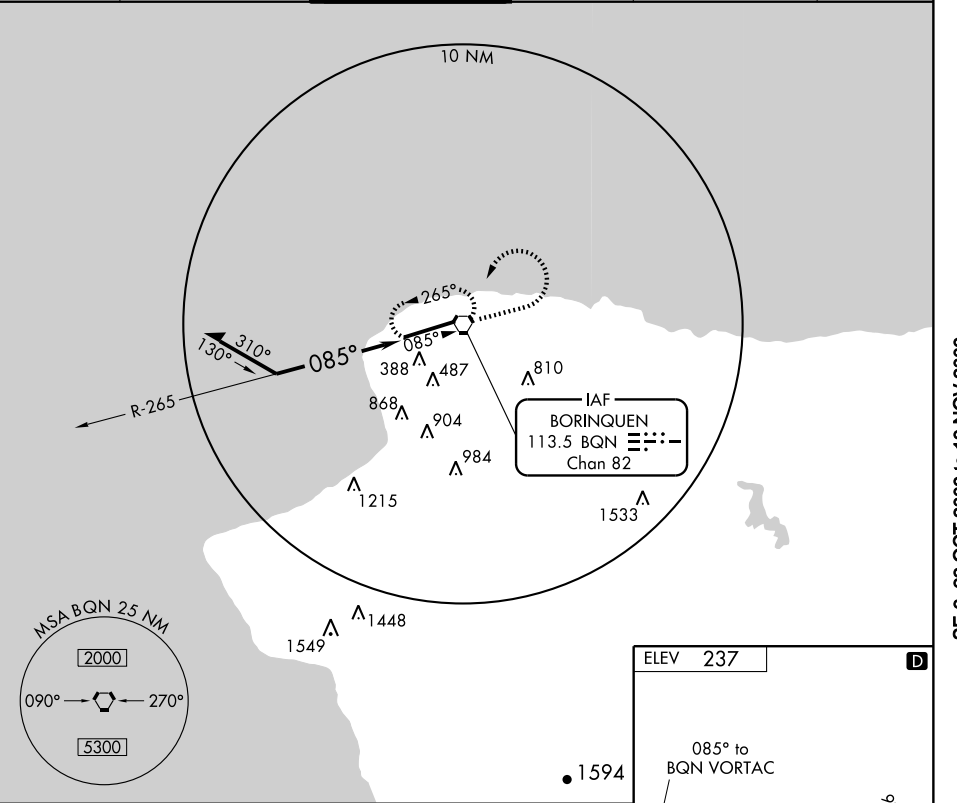 10 NM
265°
310°
130°
085°
085°
R-265
388
487
810
868
904
984
1215
1533
IAF
BORINQUEN
113.5 BQN
Chan 82
1448
1549
MSA BQN 25 NM
2000
090°
270°
5300
ELEV 237
D
085° to
BQN VORTAC
1594